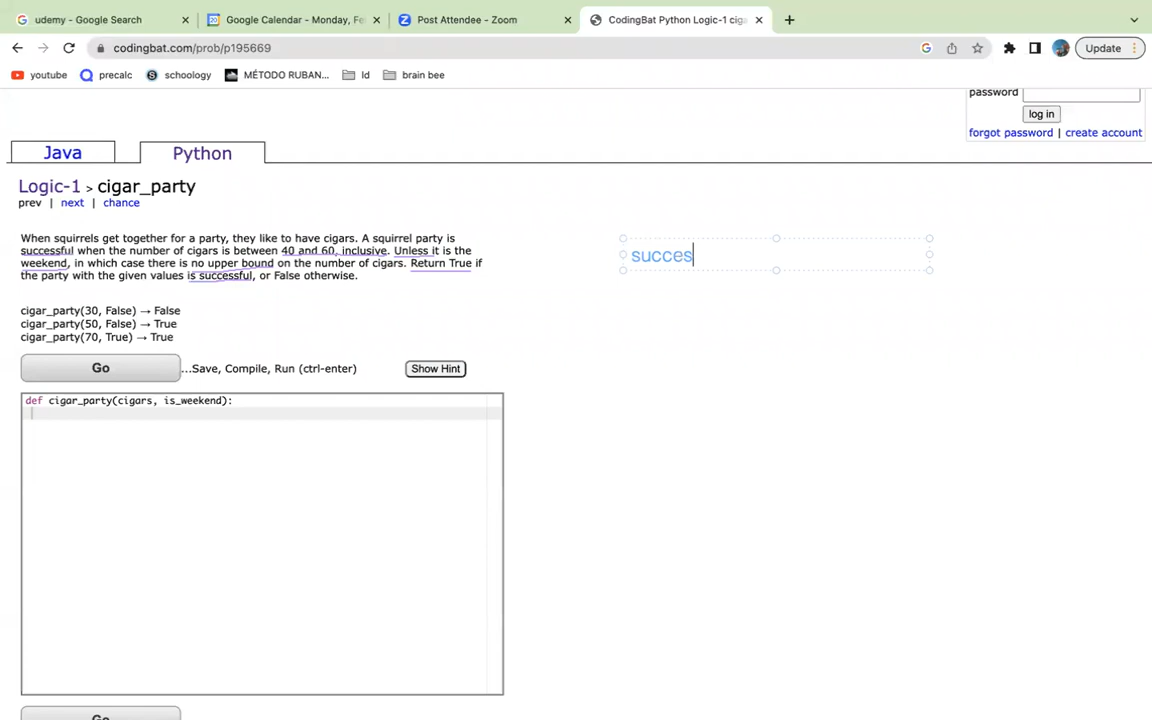 udemy - Google Search
Google Calendar - Monday, Fe
Post Attendee - Zoom
CodingBat Python Logic-1 ciga
codingbat.com/prob/p195669
Update
youtube
precalc
schoology
MÉTODO RUBAN...
ld
brain bee
password
log in
forgot password | create account
Java
Python
Logic-1 > cigar_party
prev | next | chance
When squirrels get together for a party, they like to have cigars. A squirrel party is
successful when the number of cigars is between 40 and 60, inclusive. Unless it is the
weekend, in which case there is no upper bound on the number of cigars. Return True if
the party with the given values is successful, or False otherwise.
succes
cigar_party(30, False) → False
cigar_party(50, False) → True
cigar_party(70, True) → True
Go
...Save, Compile, Run (ctrl-enter)
Show Hint
def cigar_party(cigars, is_weekend):
Go